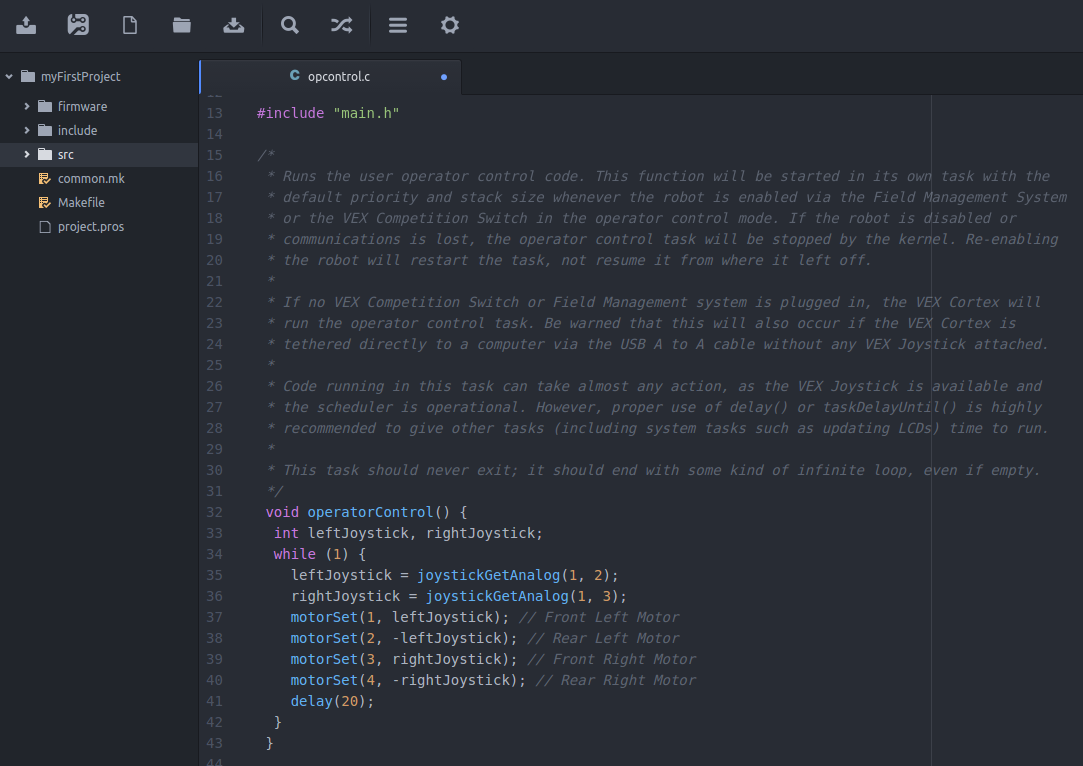 myFirstProject
firmware
include
src
common.mk
Makefile
project.pros
C opcontrol.c
12
13 #include "main.h"
14
15 /*
16 * Runs the user operator control code. This function will be started in its own task with the
17 * default priority and stack size whenever the robot is enabled via the Field Management System
18 * or the VEX Competition Switch in the operator control mode. If the robot is disabled or
19 * communications is lost, the operator control task will be stopped by the kernel. Re-enabling
20 * the robot will restart the task, not resume it from where it left off.
21 *
22 * If no VEX Competition Switch or Field Management system is plugged in, the VEX Cortex will
23 * run the operator control task. Be warned that this will also occur if the VEX Cortex is
24 * tethered directly to a computer via the USB A to A cable without any VEX Joystick attached.
25 *
26 * Code running in this task can take almost any action, as the VEX Joystick is available and
27 * the scheduler is operational. However, proper use of delay() or taskDelayUntil() is highly
28 * recommended to give other tasks (including system tasks such as updating LCDs) time to run.
29 *
30 * This task should never exit; it should end with some kind of infinite loop, even if empty.
31 */
32 void operatorControl() {
33 int leftJoystick, rightJoystick;
34 while (1) {
35 leftJoystick = joystickGetAnalog(1, 2);
36 rightJoystick = joystickGetAnalog(1, 3);
37 motorSet(1, leftJoystick); // Front Left Motor
38 motorSet(2, -leftJoystick); // Rear Left Motor
39 motorSet(3, rightJoystick); // Front Right Motor
40 motorSet(4, -rightJoystick); // Rear Right Motor
41 delay(20);
42 }
43 }
44